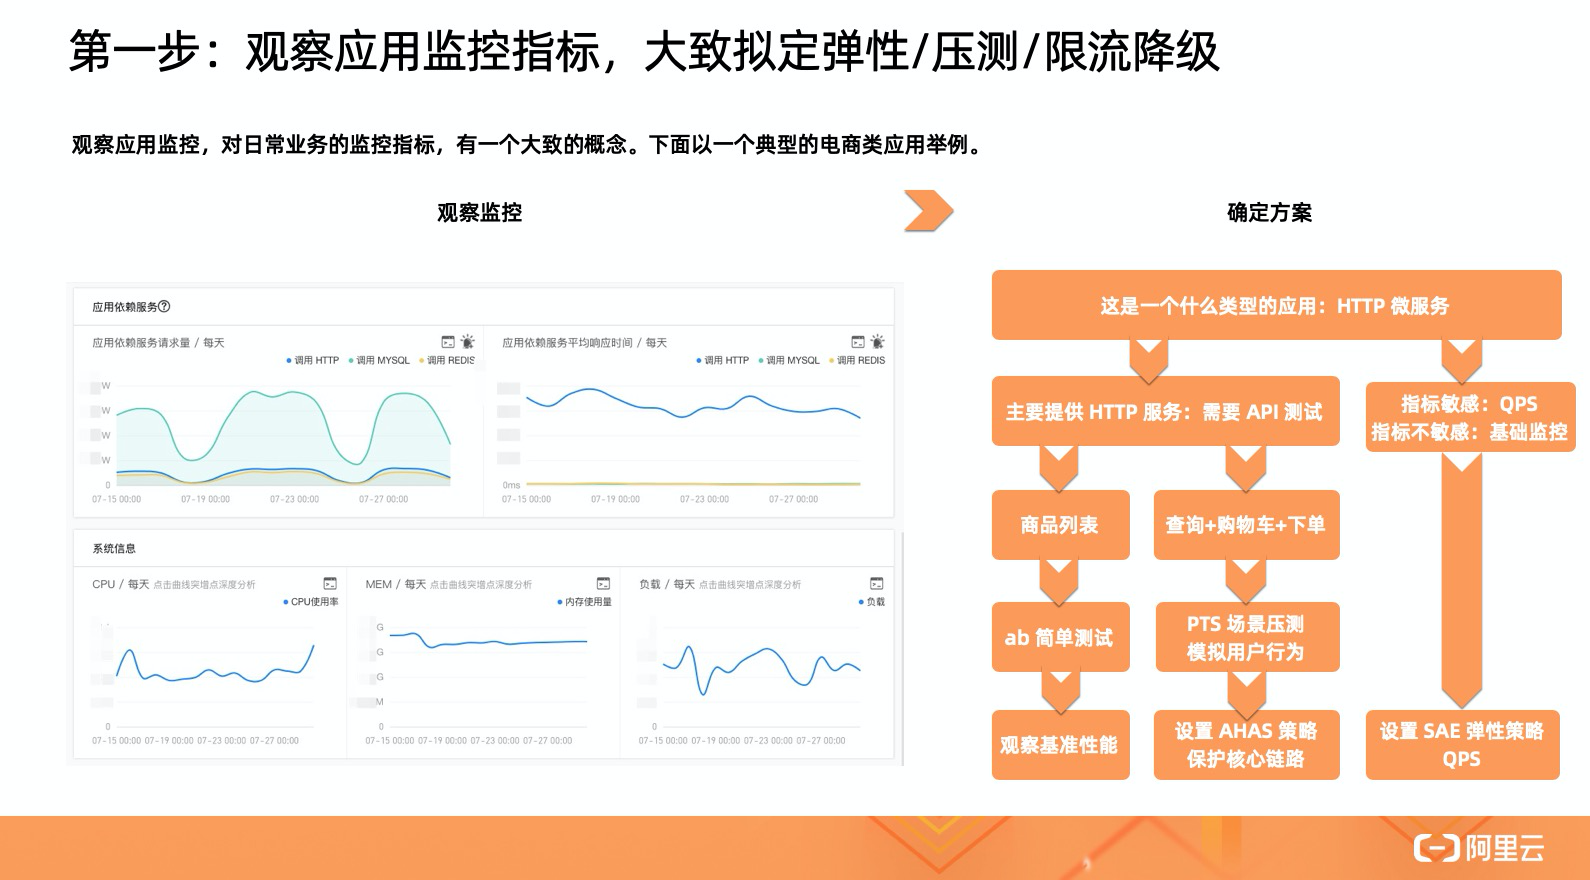 第一步：观察应用监控指标，大致拟定弹性/压测/限流降级
观察应用监控，对日常业务的监控指标，有一个大致的概念。下面以一个典型的电商类应用举例。
观察监控
确定方案
应用依赖服务?
应用依赖服务请求量 / 每天
调用 HTTP 调用 MYSQL 调用 REDIS
W
W
W
W
0
07-15 00:00 07-19 00:00 07-23 00:00 07-27 00:00
应用依赖服务平均响应时间 / 每天
调用 HTTP 调用 MYSQL 调用 REDIS
0ms
07-15 00:00 07-19 00:00 07-23 00:00 07-27 00:00
系统信息
CPU / 每天 点击曲线突增点深度分析
CPU使用率
0
07-15 00:00 07-19 00:00 07-23 00:00 07-27 00:00
MEM / 每天 点击曲线突增点深度分析
内存使用量
G
G
G
M
0
07-15 00:00 07-19 00:00 07-23 00:00 07-27 00:00
负载 / 每天 点击曲线突增点深度分析
负载
0
07-15 00:00 07-19 00:00 07-23 00:00 07-27 00:00
这是一个什么类型的应用：HTTP 微服务
主要提供 HTTP 服务：需要 API 测试
指标敏感：QPS
指标不敏感：基础监控
商品列表
查询+购物车+下单
ab 简单测试
PTS 场景压测
模拟用户行为
观察基准性能
设置 AHAS 策略
保护核心链路
设置 SAE 弹性策略
QPS
阿里云